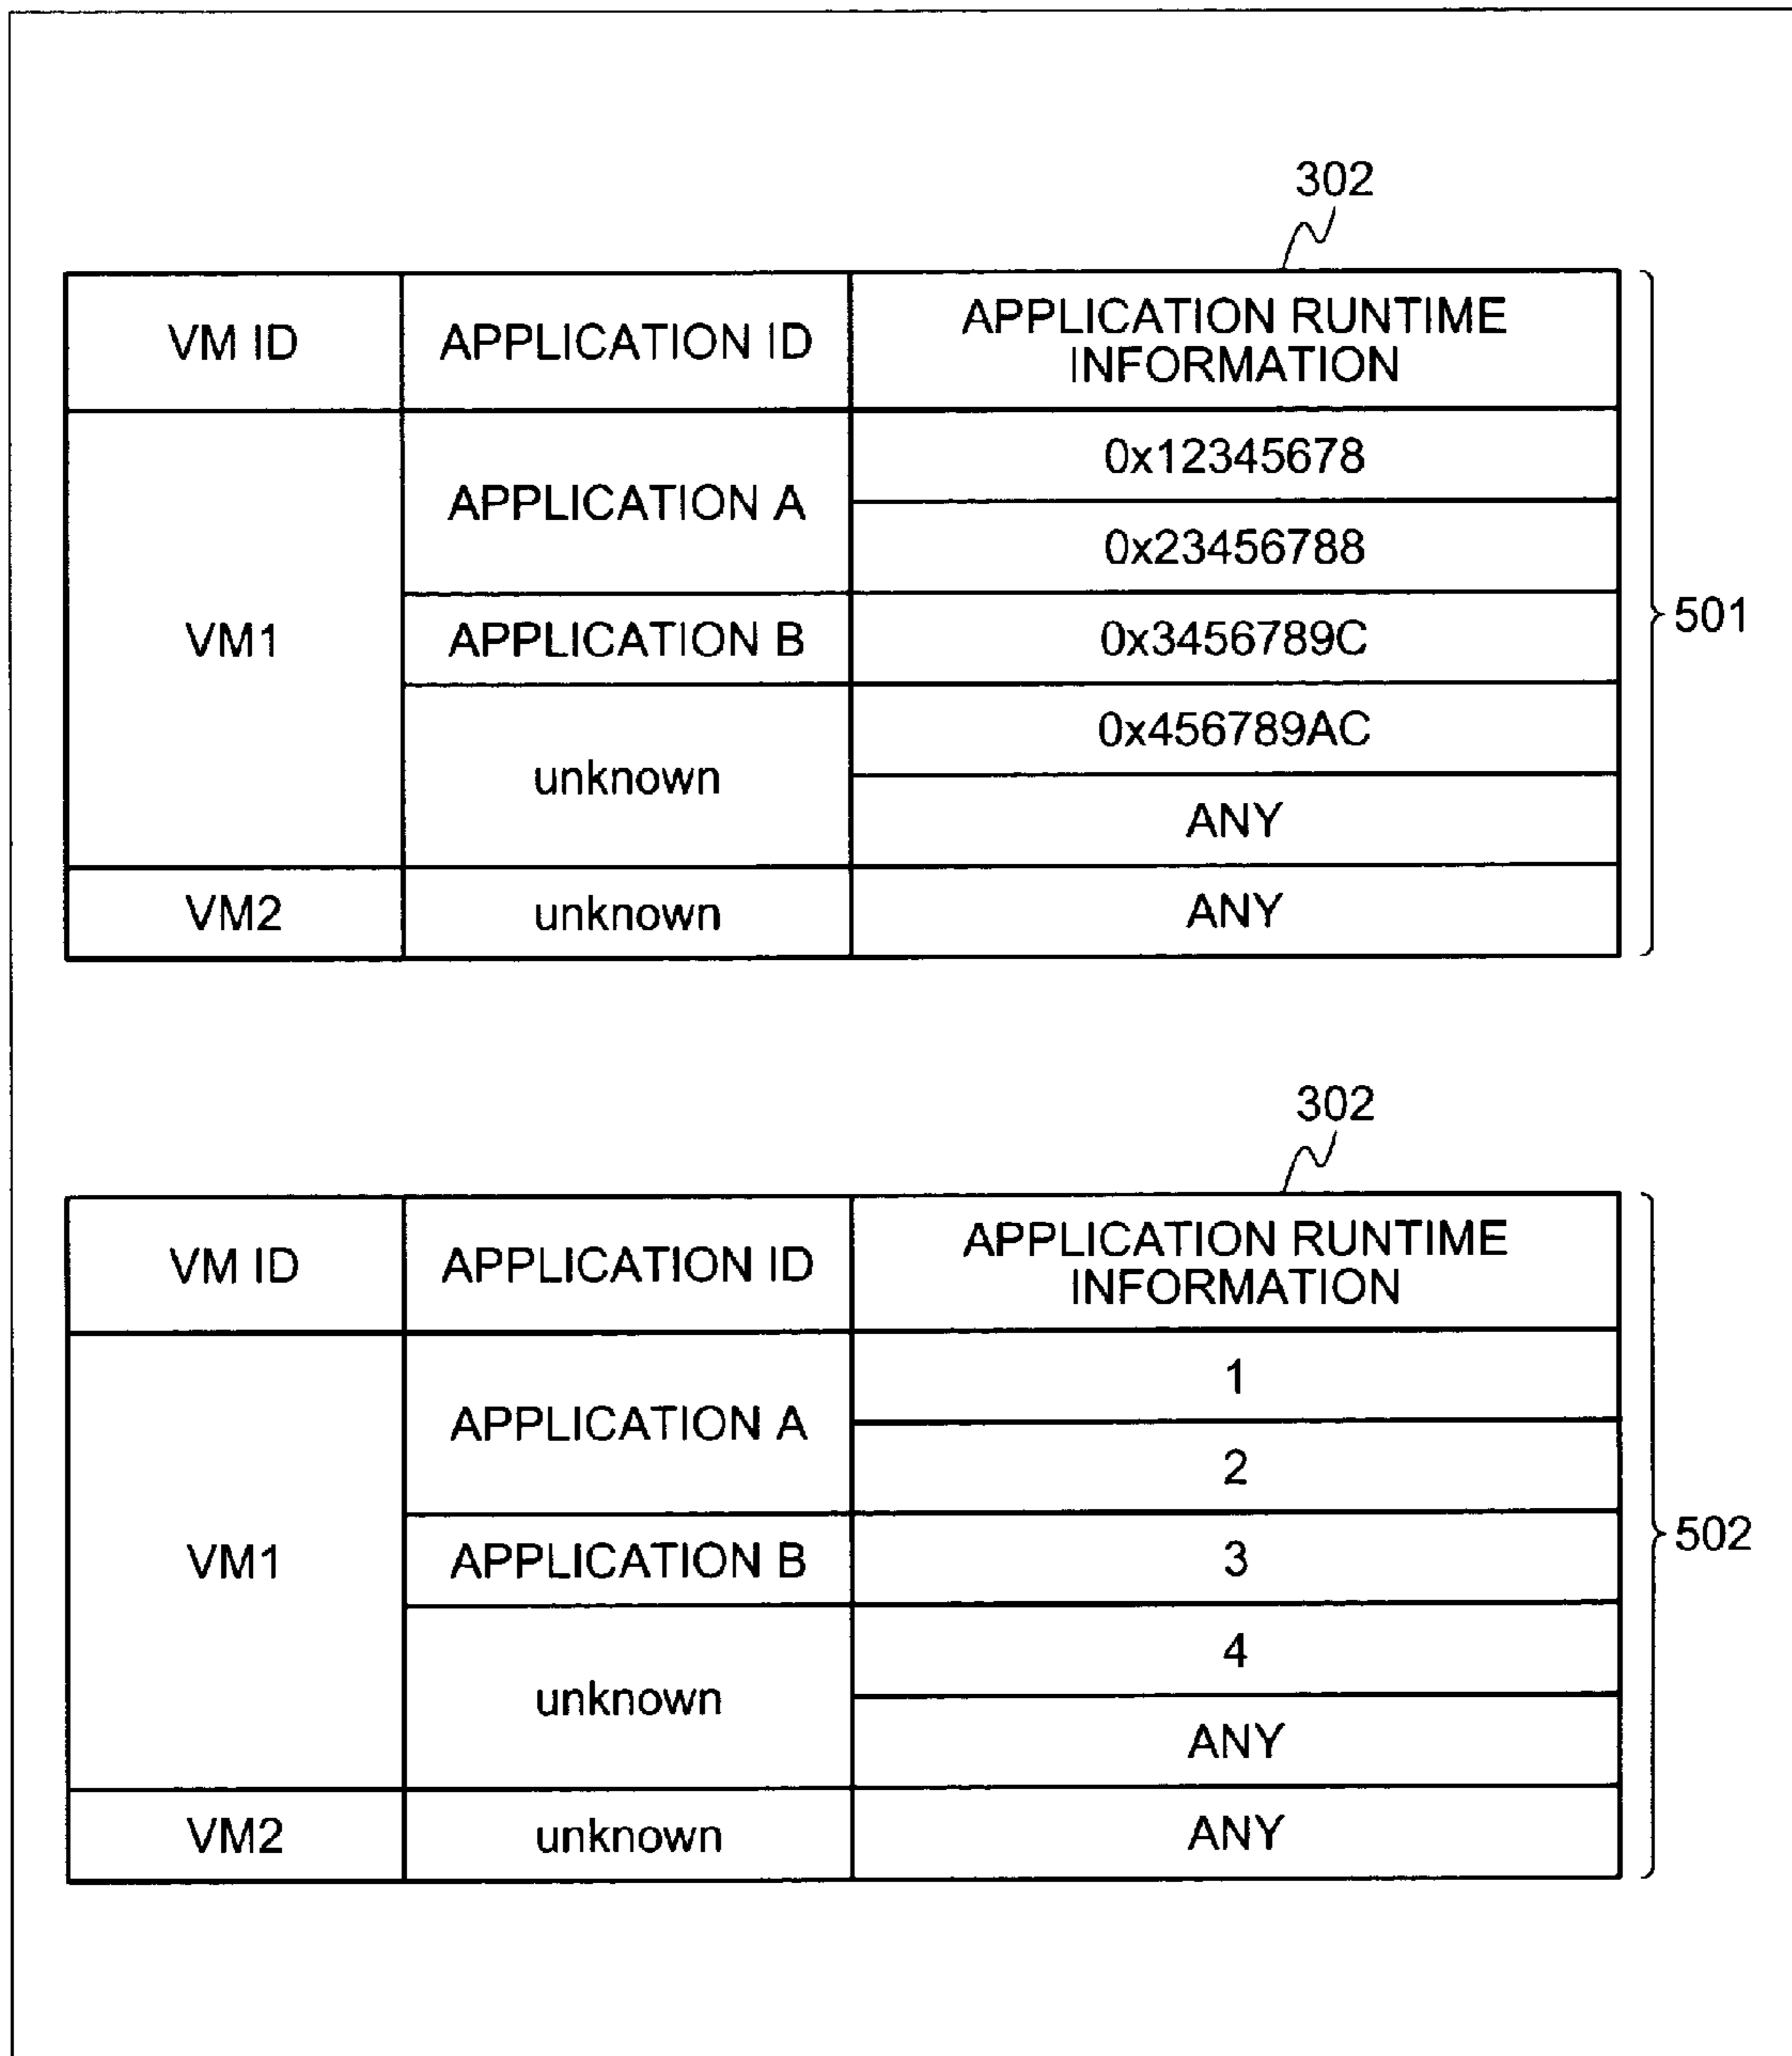 302
VM ID
APPLICATION ID
APPLICATION RUNTIME
INFORMATION
VM1
APPLICATION A
0x12345678
0x23456788
APPLICATION B
0x3456789C
unknown
0x456789AC
ANY
VM2
unknown
ANY
501
302
VM ID
APPLICATION ID
APPLICATION RUNTIME
INFORMATION
VM1
APPLICATION A
1
2
APPLICATION B
3
unknown
4
ANY
VM2
unknown
ANY
502